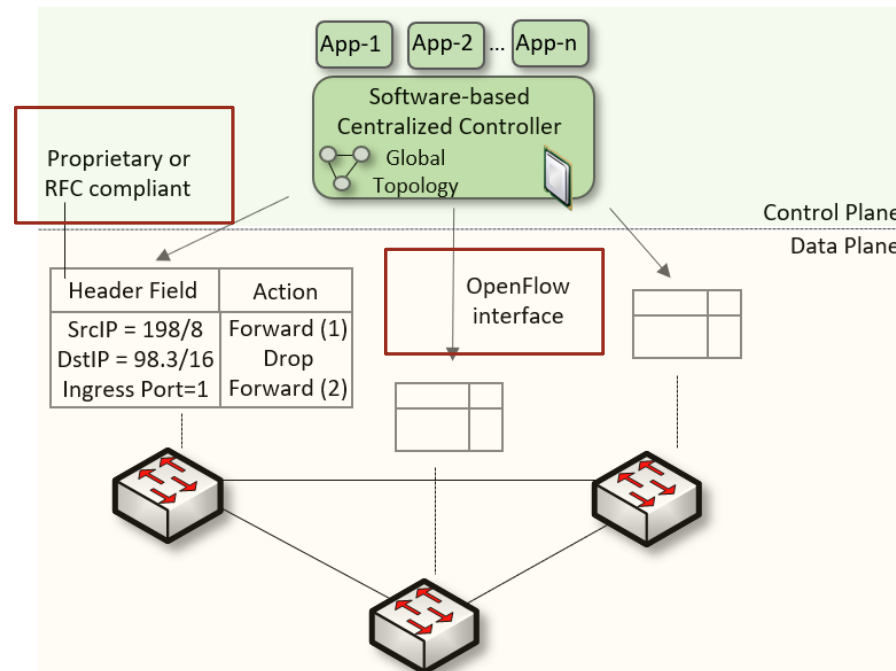 App-1
App-2
...
App-n
Software-based
Centralized Controller
Global
Topology
Proprietary or
RFC compliant
Control Plane
Data Plane
Header Field
Action
SrcIP = 198/8
Forward (1)
DstIP = 98.3/16
Drop
Ingress Port=1
Forward (2)
OpenFlow
interface